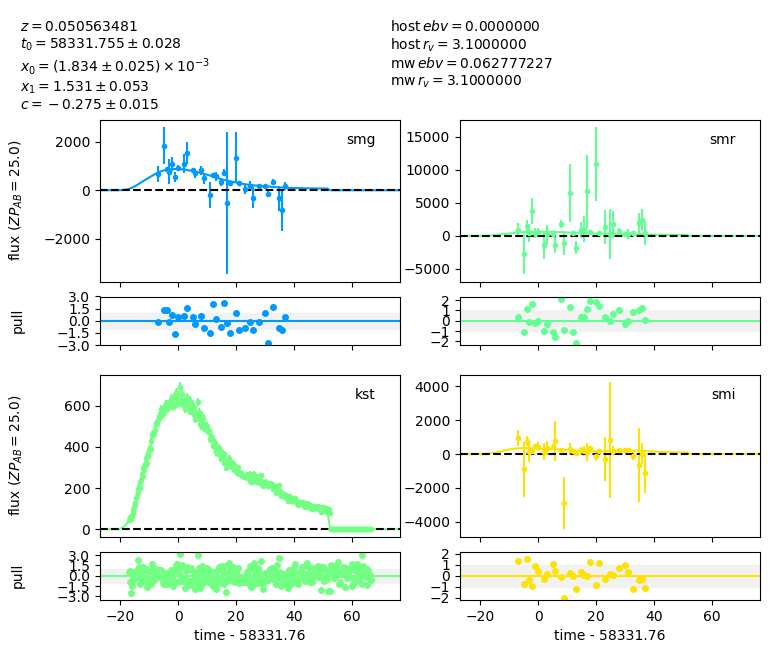 z = 0.050563481
t₀ = 58331.755 ± 0.028
x₀ = (1.834 ± 0.025) × 10⁻³
x₁ = 1.531 ± 0.053
c = −0.275 ± 0.015
host ebv = 0.0000000
host r_v = 3.1000000
mw ebv = 0.062777227
mw r_v = 3.1000000
flux (ZP_AB = 25.0)
2000
0
−2000
smg
15000
10000
5000
0
−5000
smr
pull
3.0
1.5
0.0
−1.5
−3.0
2
1
0
−1
−2
flux (ZP_AB = 25.0)
600
400
200
0
kst
4000
2000
0
−2000
−4000
smi
pull
3.0
1.5
0.0
−1.5
−3.0
2
1
0
−1
−2
−20 0 20 40 60
time - 58331.76
−20 0 20 40 60
time - 58331.76